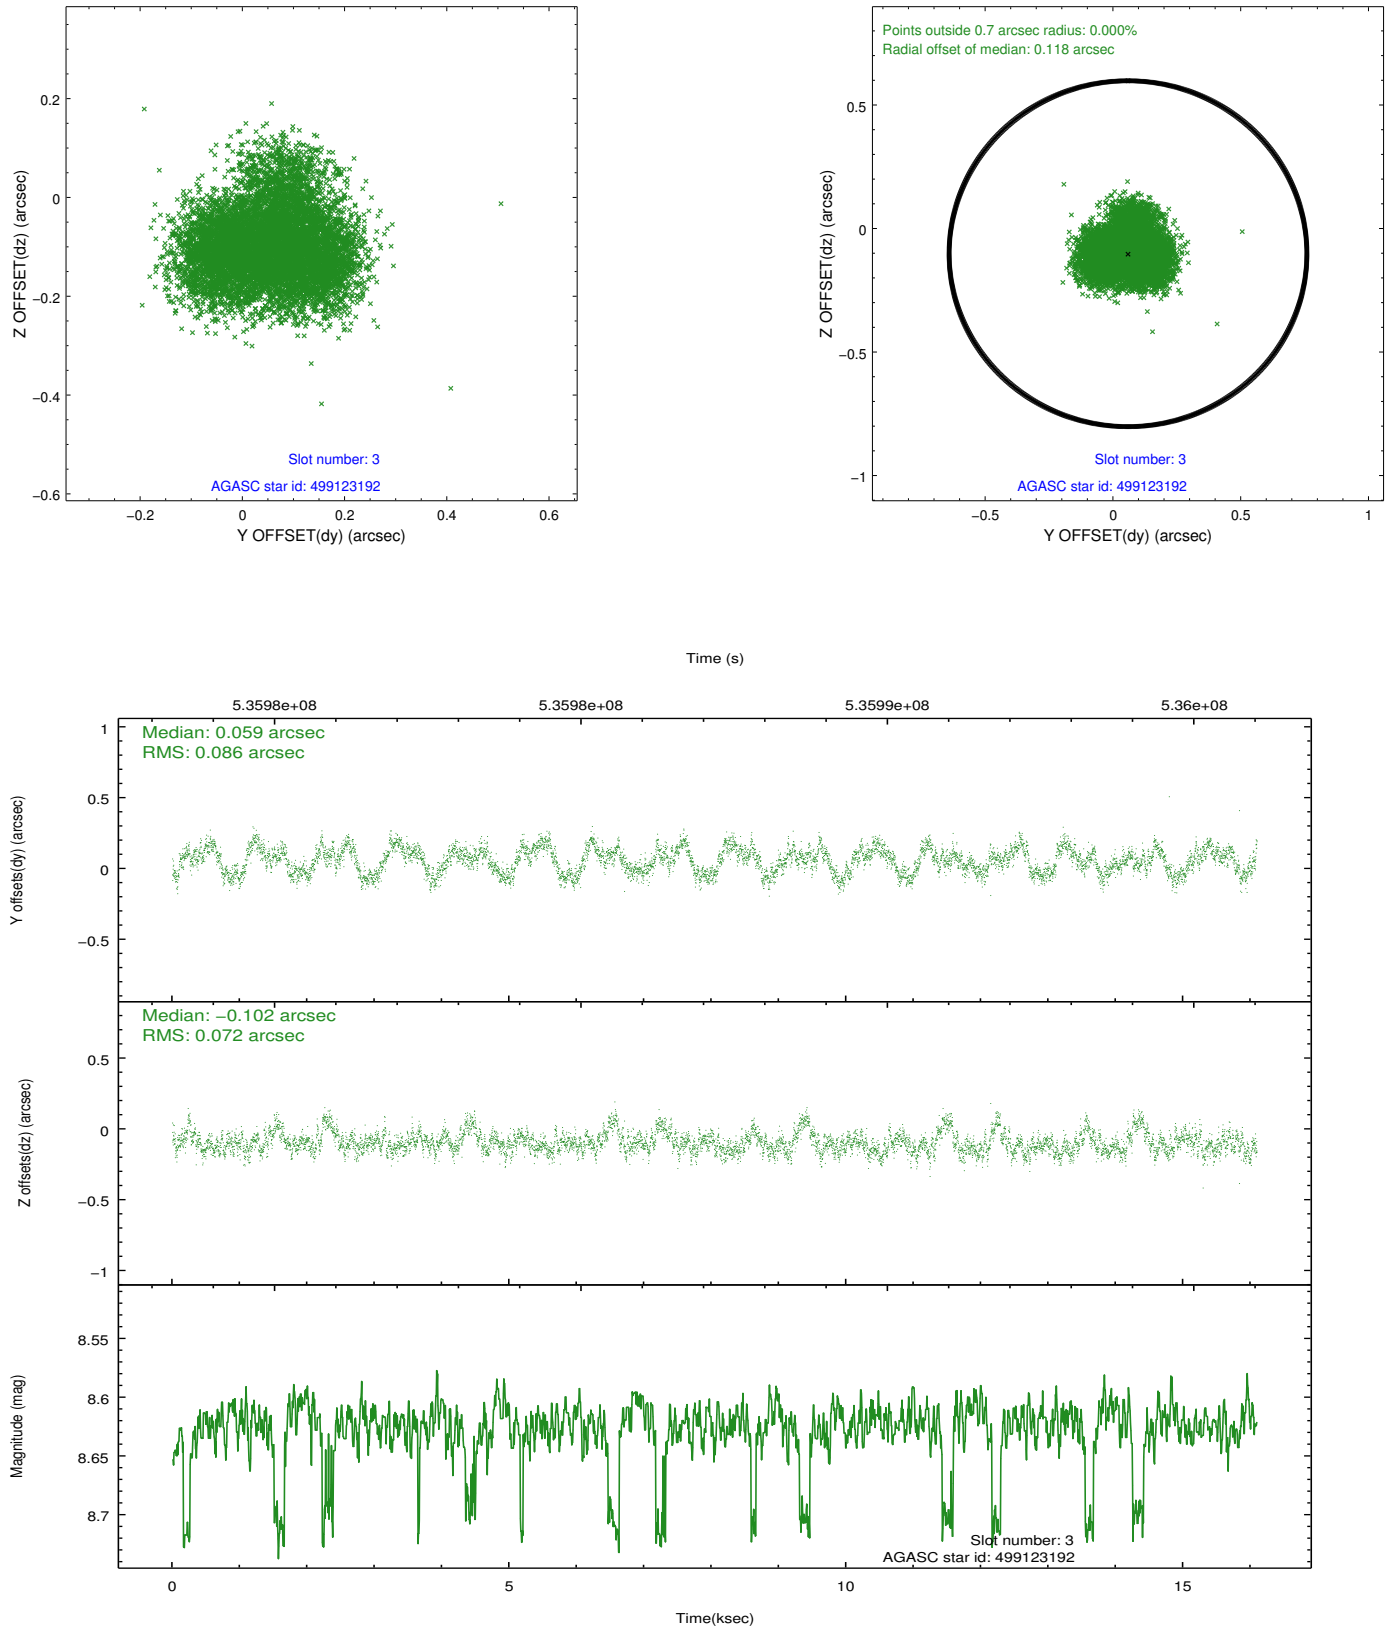 0.2
0
−0.2
−0.4
−0.6
Z OFFSET(dz) (arcsec)
Slot number: 3
AGASC star id: 499123192
−0.2
0
0.2
0.4
0.6
Y OFFSET(dy) (arcsec)
Points outside 0.7 arcsec radius: 0.000%
Radial offset of median: 0.118 arcsec
0.5
0
−0.5
−1
Z OFFSET(dz) (arcsec)
Slot number: 3
AGASC star id: 499123192
−0.5
0
0.5
1
Y OFFSET(dy) (arcsec)
Time (s)
5.3598e+08
5.3598e+08
5.3599e+08
5.36e+08
Median: 0.059 arcsec
RMS: 0.086 arcsec
1
0.5
0
−0.5
Y offsets(dy) (arcsec)
Median: −0.102 arcsec
RMS: 0.072 arcsec
0.5
0
−0.5
−1
Z offsets(dz) (arcsec)
8.55
8.6
8.65
8.7
Magnitude (mag)
Slot number: 3
AGASC star id: 499123192
0
5
10
15
Time(ksec)